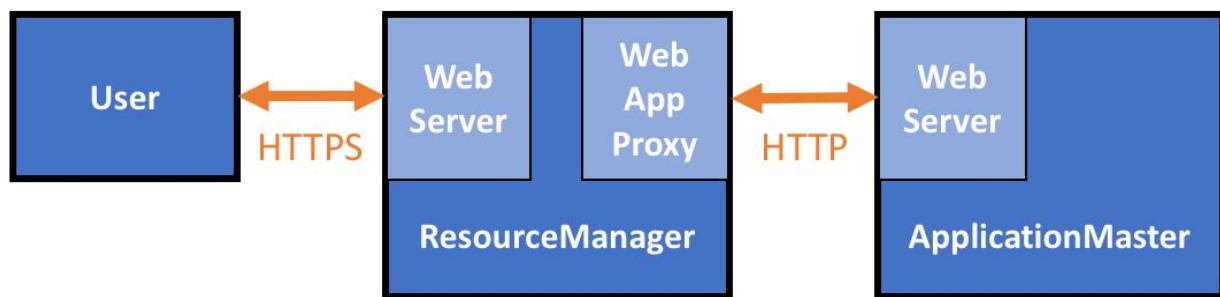 User
HTTPS
Web
Server
Web
App
Proxy
ResourceManager
HTTP
Web
Server
ApplicationMaster